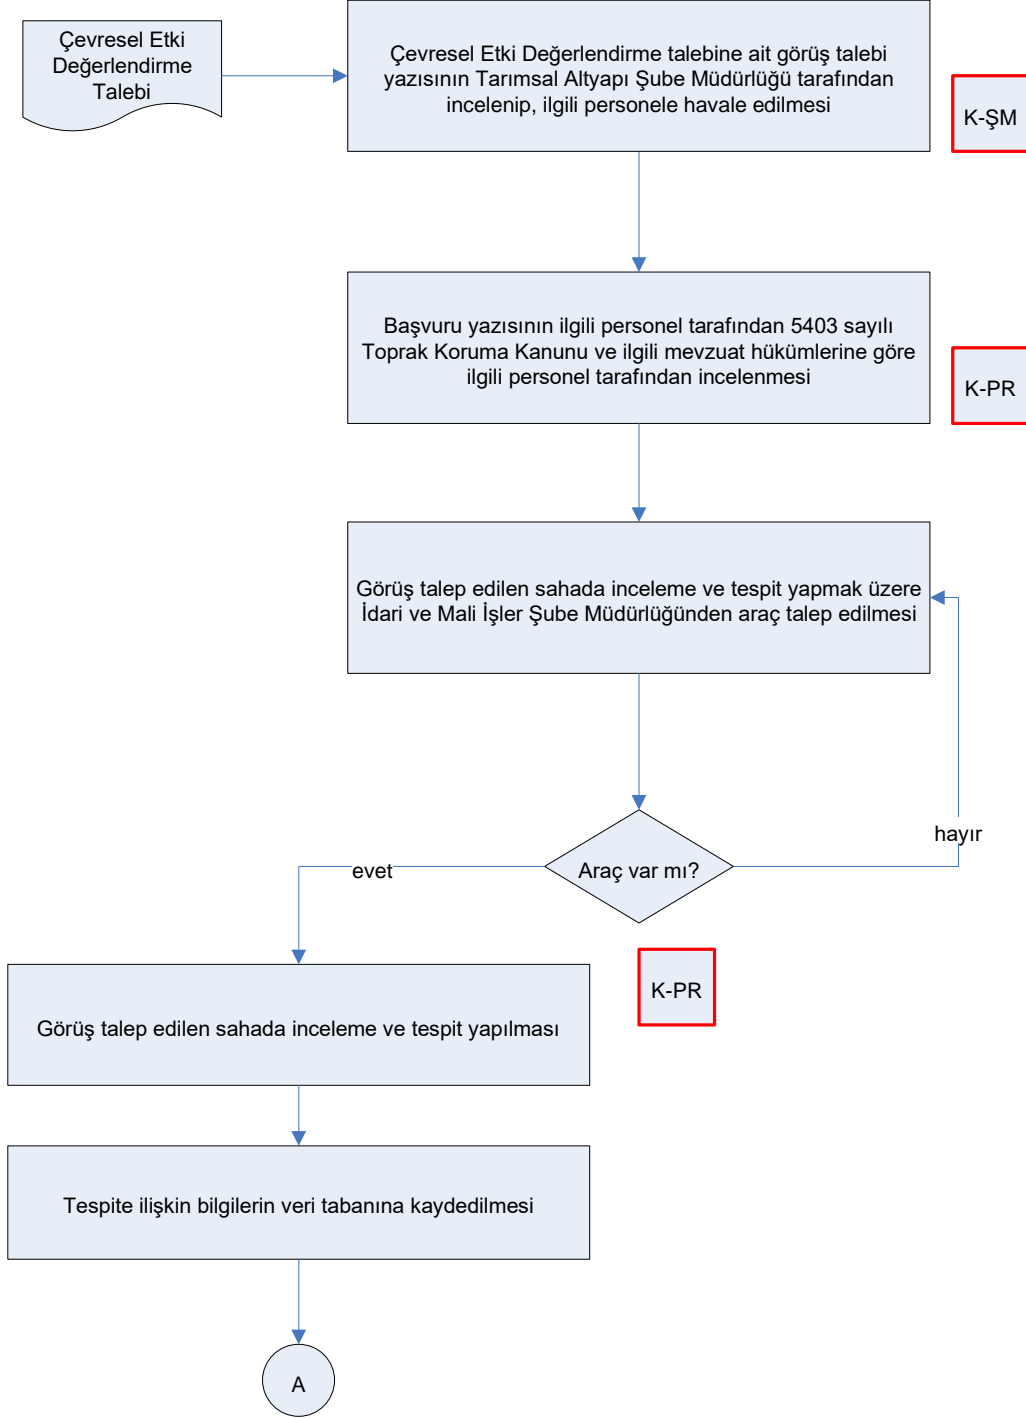 Çevresel Etki
Değerlendirme
Talebi
Çevresel Etki Değerlendirme talebine ait görüş talebi
yazısının Tarımsal Altyapı Şube Müdürlüğü tarafından
incelenip, ilgili personele havale edilmesi
K-ŞM
Başvuru yazısının ilgili personel tarafından 5403 sayılı
Toprak Koruma Kanunu ve ilgili mevzuat hükümlerine göre
ilgili personel tarafından incelenmesi
K-PR
Görüş talep edilen sahada inceleme ve tespit yapmak üzere
İdari ve Mali İşler Şube Müdürlüğünden araç talep edilmesi
hayır
evet
Araç var mı?
K-PR
Görüş talep edilen sahada inceleme ve tespit yapılması
Tespite ilişkin bilgilerin veri tabanına kaydedilmesi
A